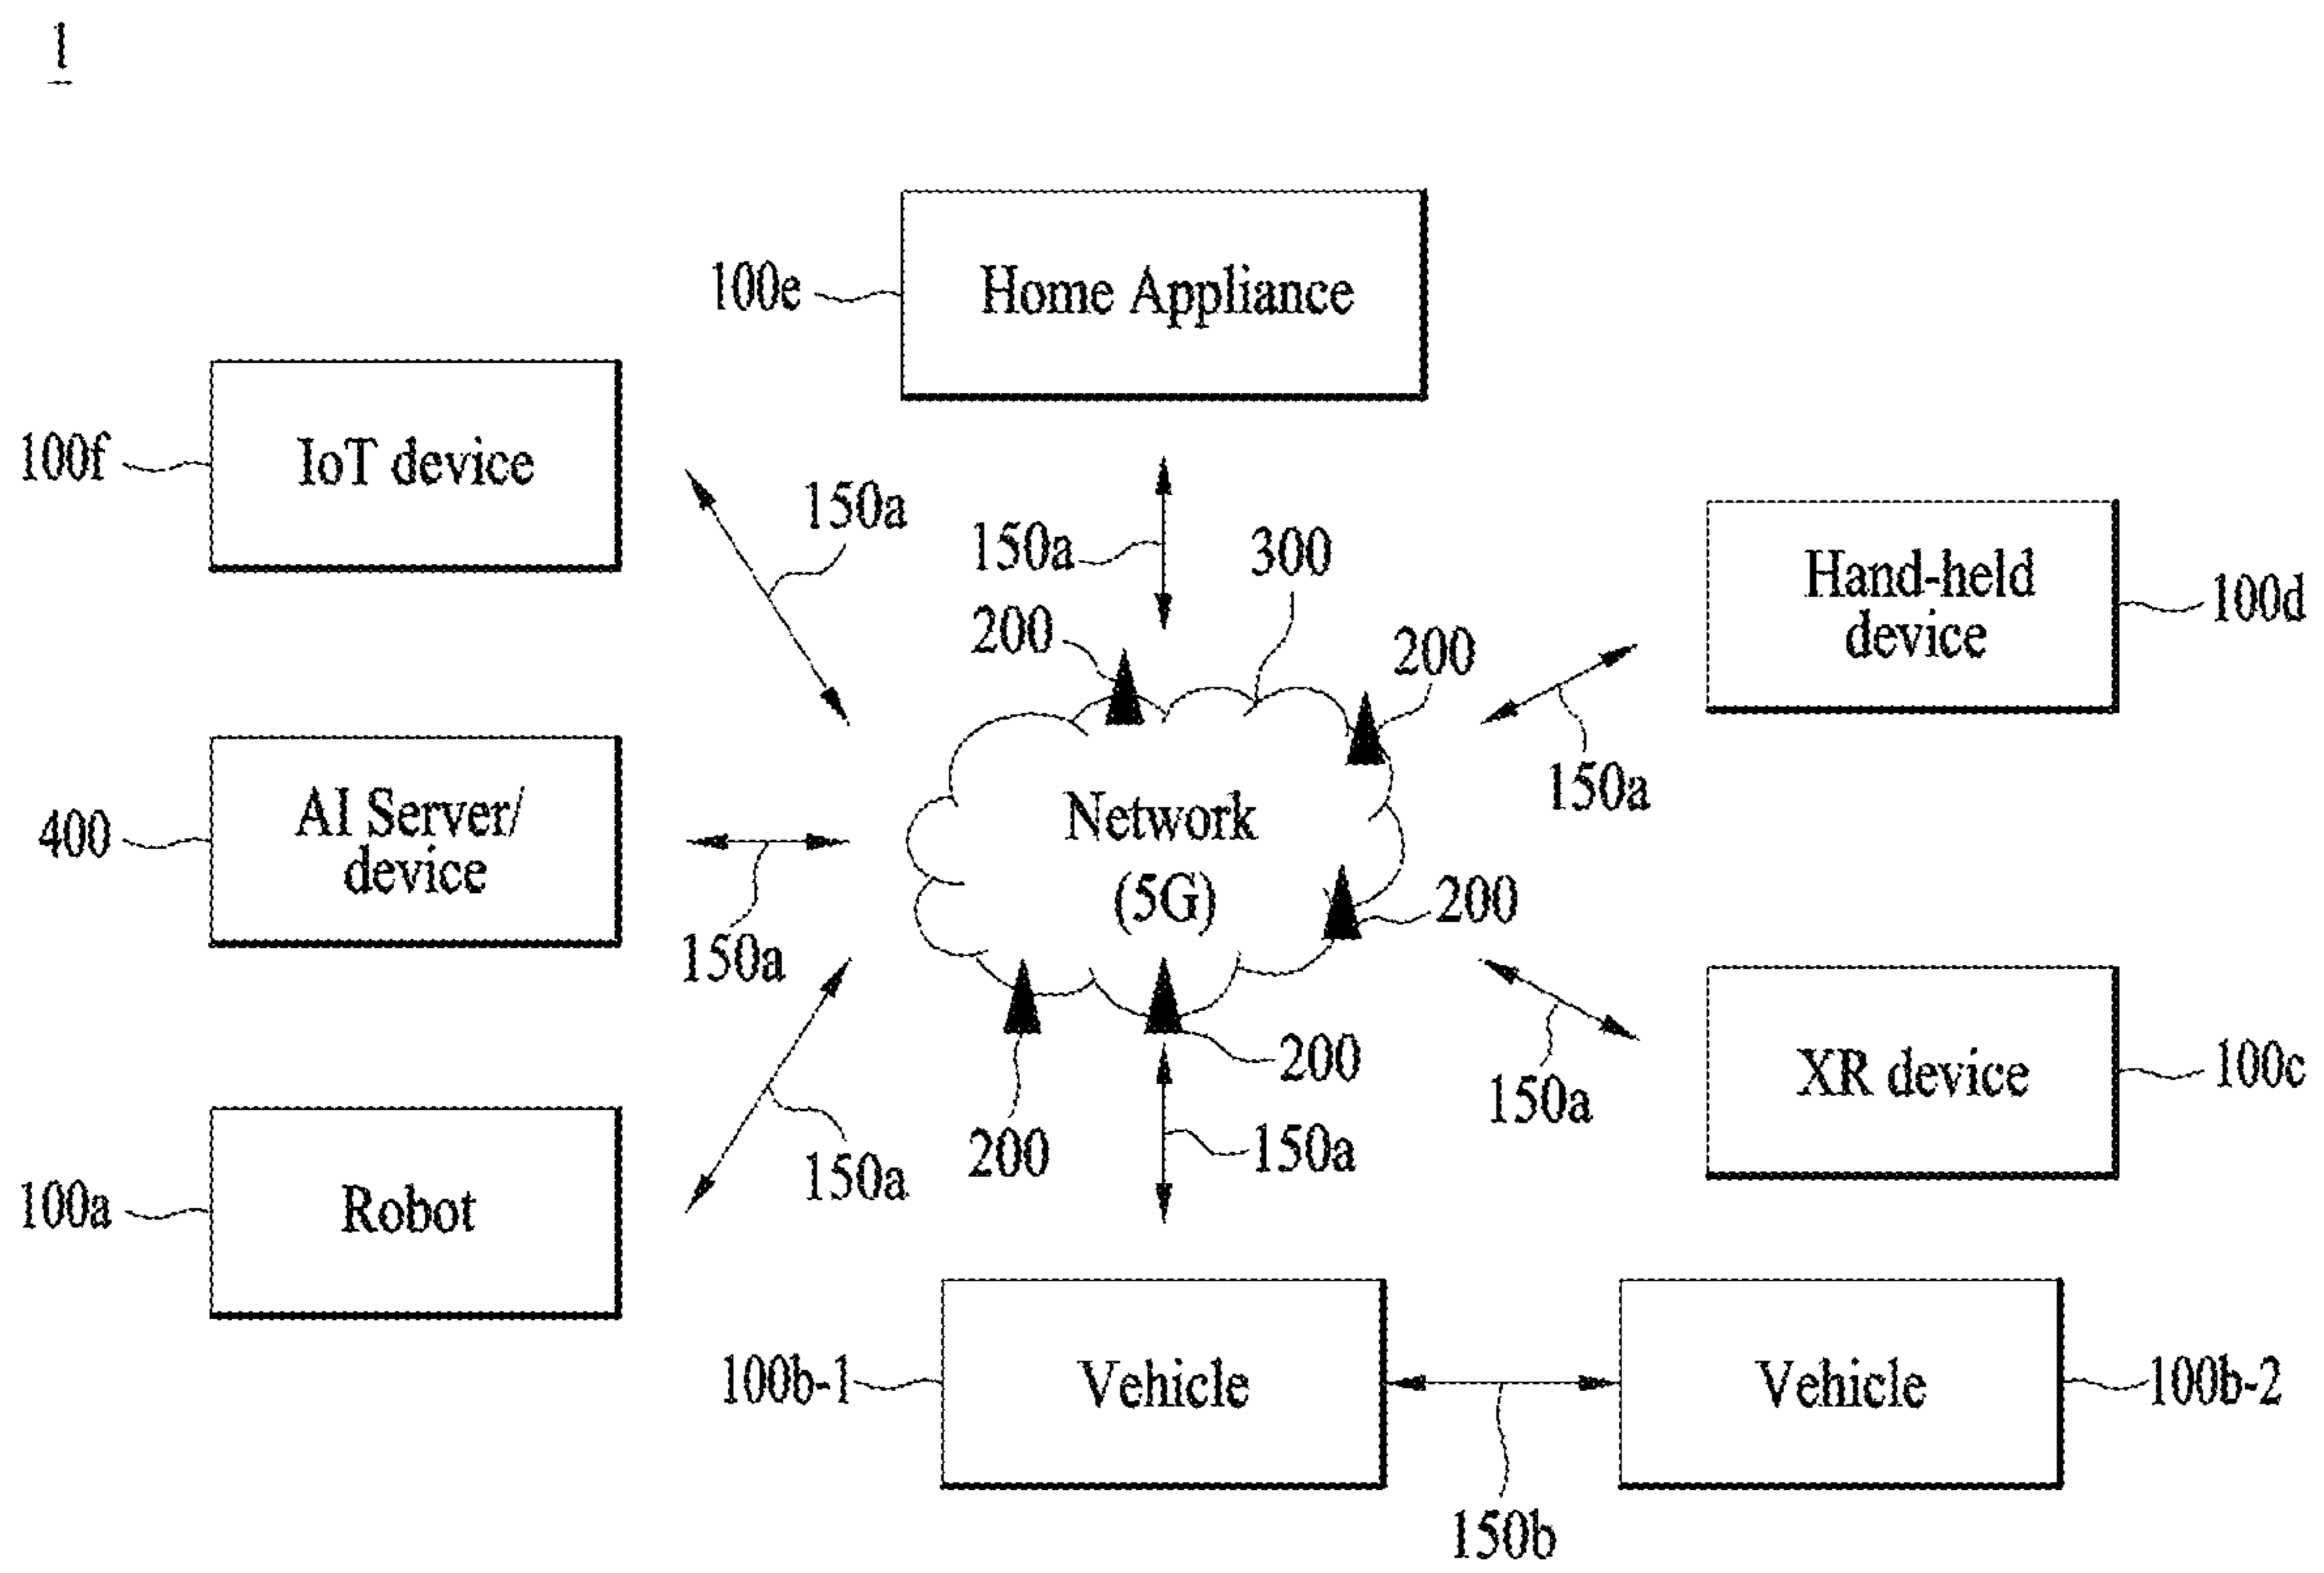 1
100e
Home Appliance
100f
IoT device
150a
150a
300
Hand-held
device
100d
200
200
150a
400
AI Server/
device
150a
Network
(5G)
200
100a
Robot
150a
200
200
150a
150a
XR device
100c
100b-1
Vehicle
Vehicle
100b-2
150b